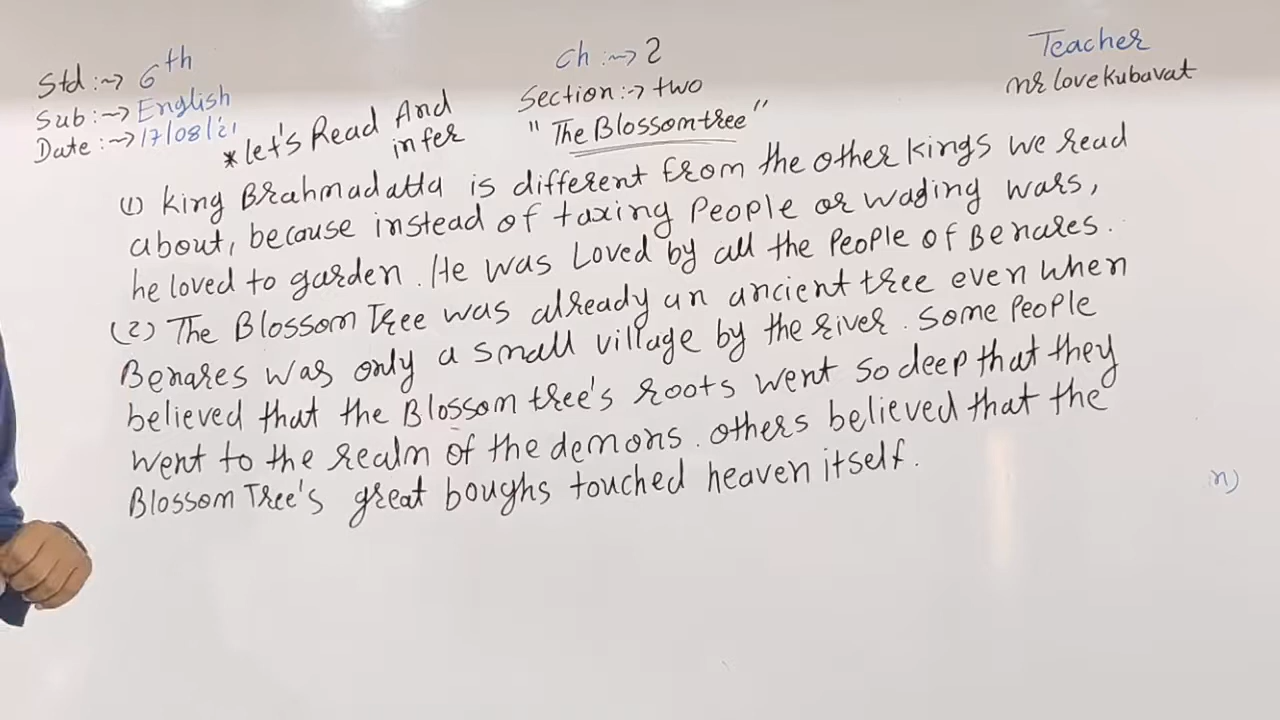 Std :~> 6th
Sub :~> English
Date :~> 17/08/21
Ch :~> 2
Section :~> two
" The Blossom tree "
Teacher
mr love kubavat
* let's Read And
infer
(1) King Brahmadatta is different from the other kings we read
about, because instead of taxing People or waging wars,
he loved to garden. He was Loved by all the People of Benares.
(2) The Blossom Tree was already an ancient tree even when
Benares was only a small village by the river. Some People
believed that the Blossom tree's roots went so deep that they
went to the realm of the demons. others believed that the
Blossom Tree's great boughs touched heaven itself.